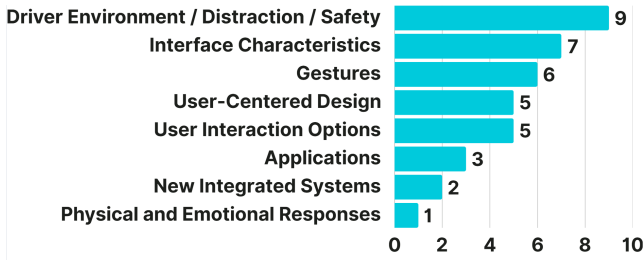 Driver Environment / Distraction / Safety 9
Interface Characteristics 7
Gestures 6
User-Centered Design 5
User Interaction Options 5
Applications 3
New Integrated Systems 2
Physical and Emotional Responses 1
0 2 4 6 8 10